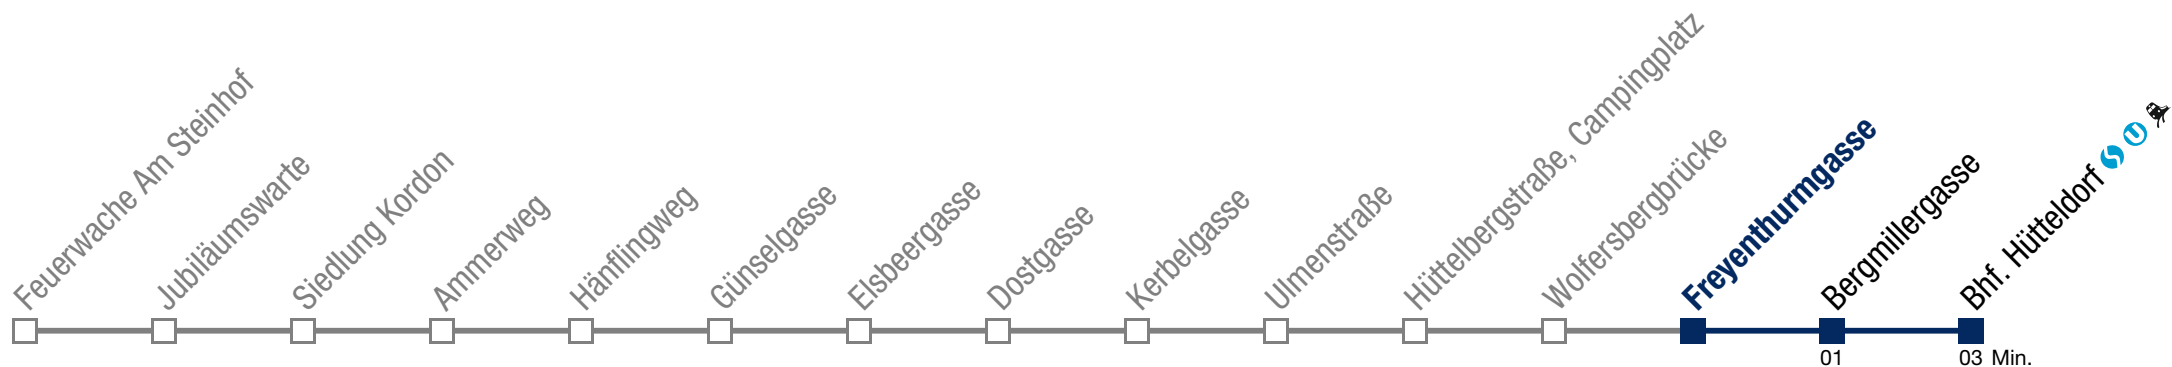 Feuerwache Am Steinhof
Jubiläumswarte
Siedlung Kordon
Ammerweg
Hänflingweg
Günselgasse
Elsbeergasse
Dostgasse
Kerbelgasse
Ulmenstraße
Hüttelbergstraße, Campingplatz
Wolfersbergbrücke
Freyenthurmgasse
Bergmillergasse
Bhf. Hütteldorf S U
01
03 Min.